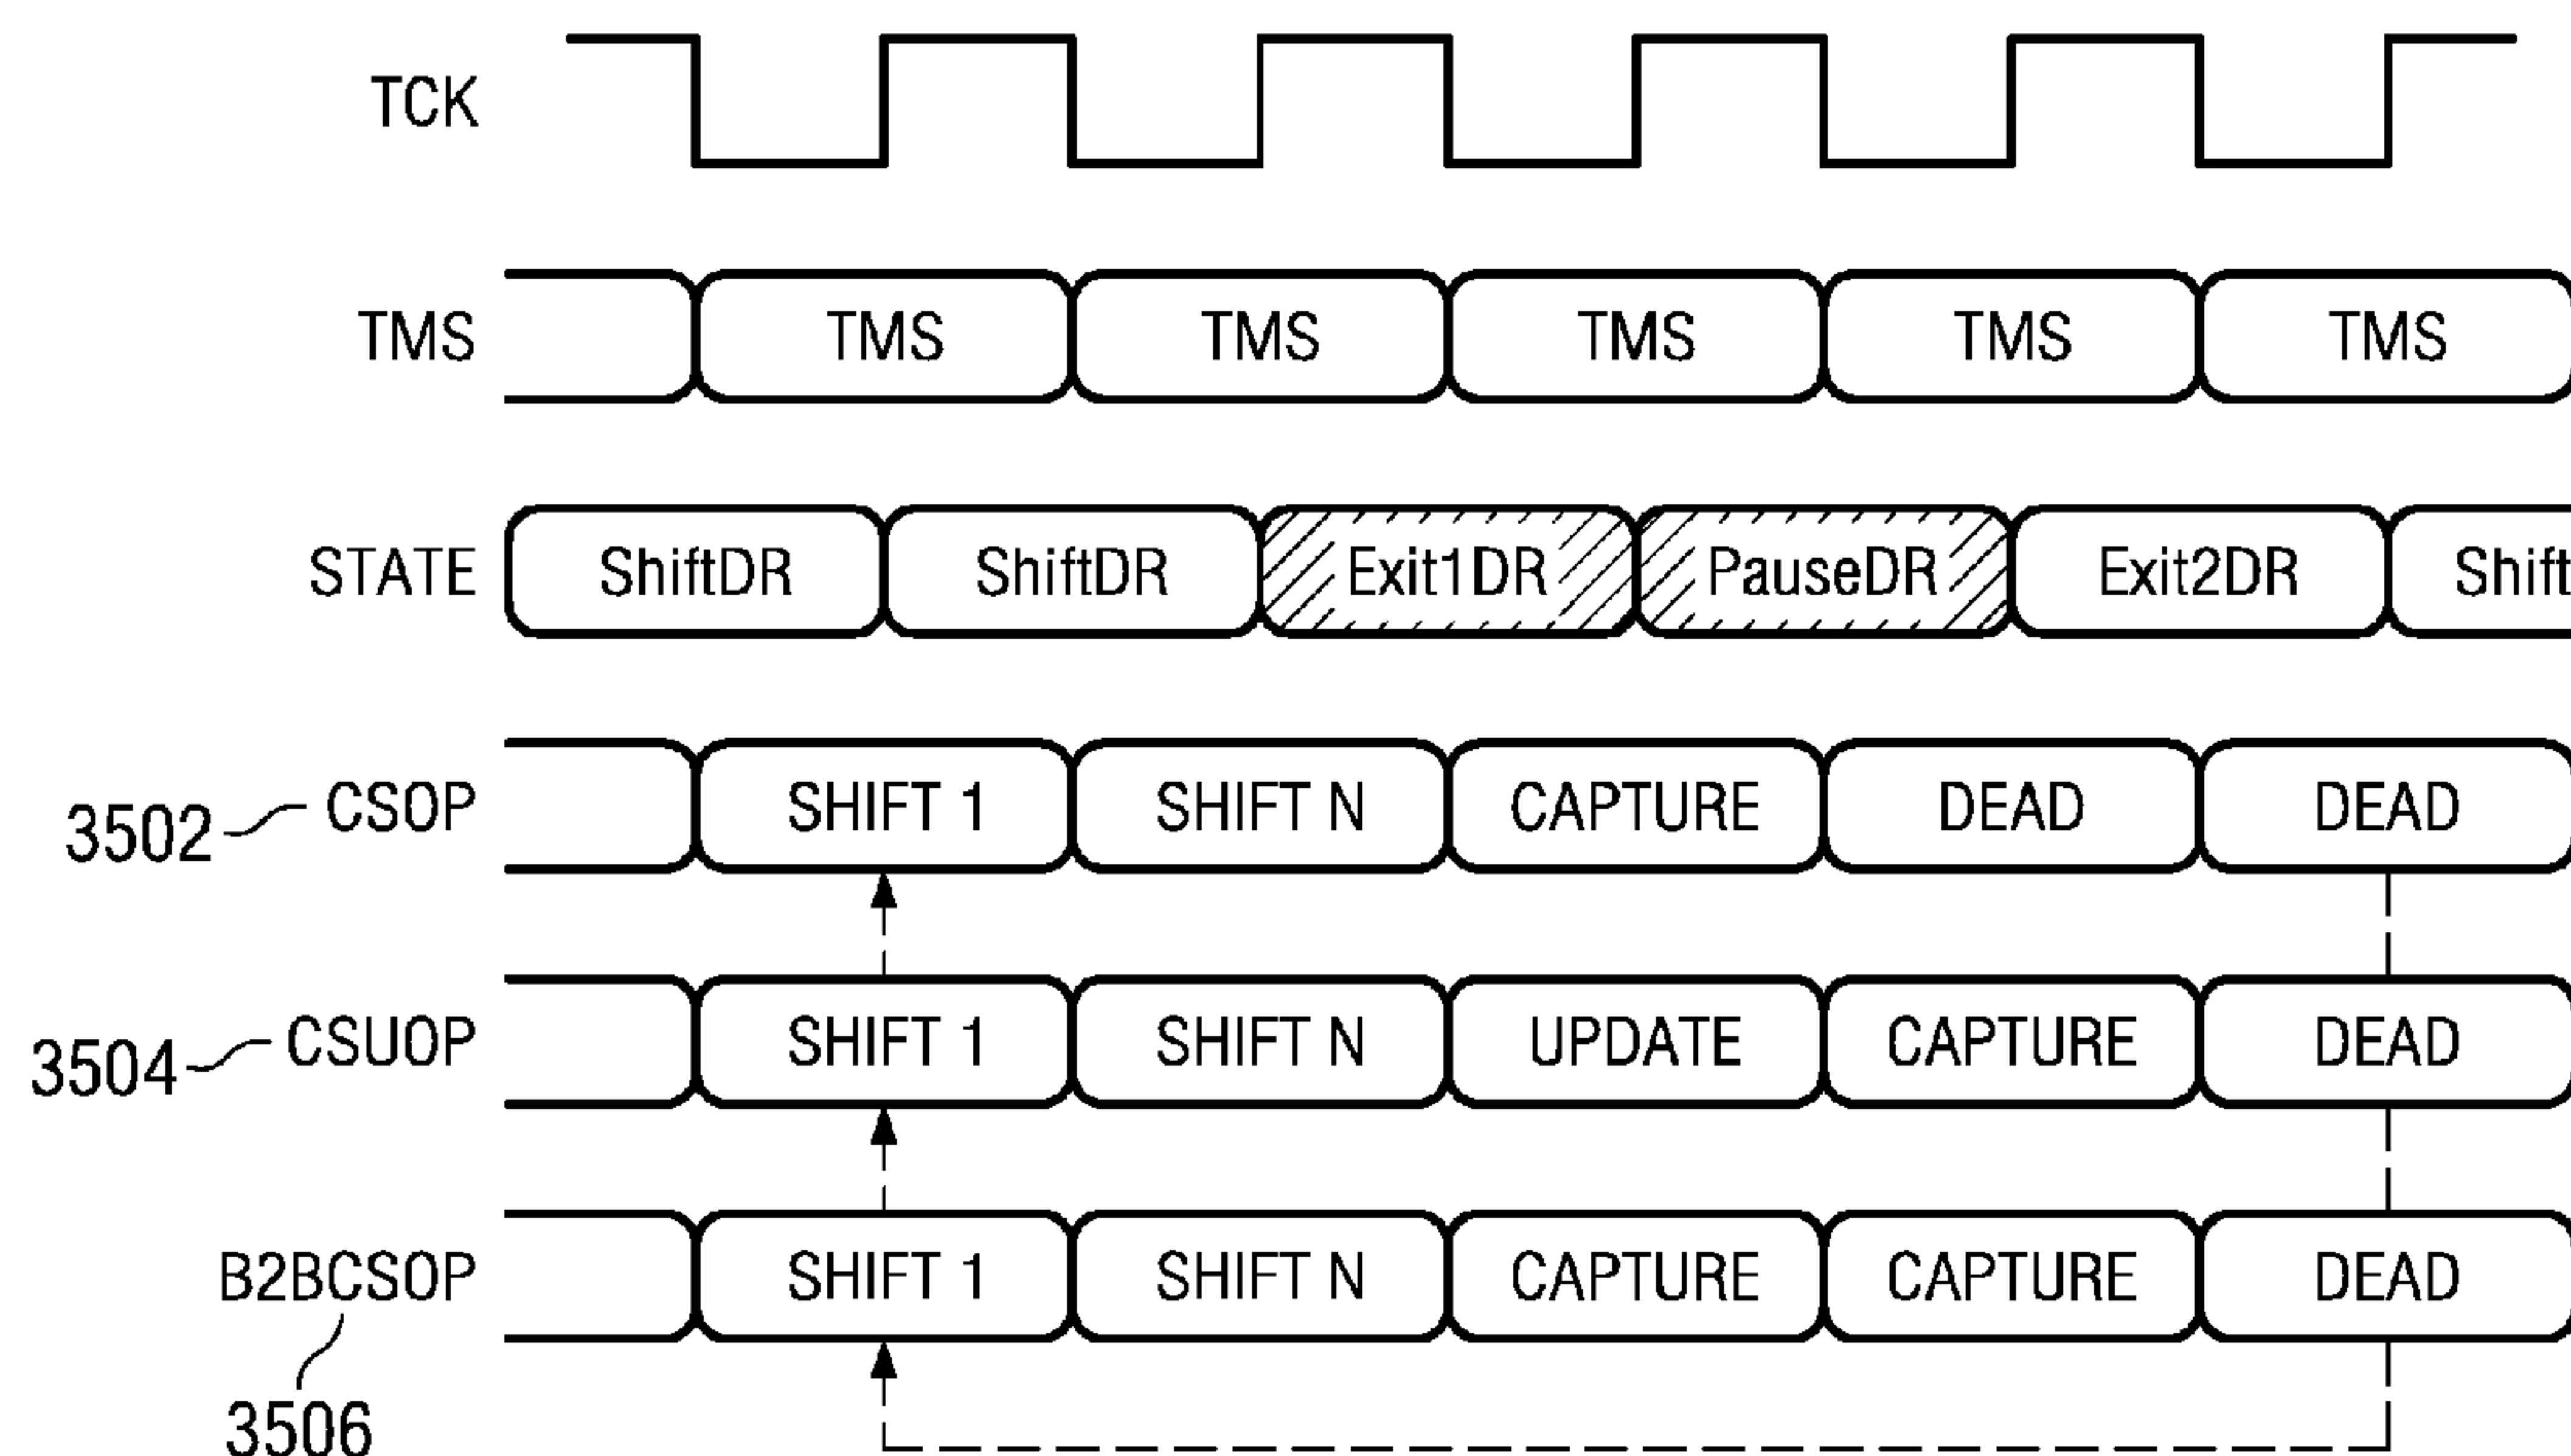 TCK
TMS TMS TMS TMS TMS TMS
STATE ShiftDR ShiftDR Exit1DR PauseDR Exit2DR Shift
3502 CSOP SHIFT 1 SHIFT N CAPTURE DEAD DEAD
3504 CSUOP SHIFT 1 SHIFT N UPDATE CAPTURE DEAD
B2BCSOP SHIFT 1 SHIFT N CAPTURE CAPTURE DEAD
3506